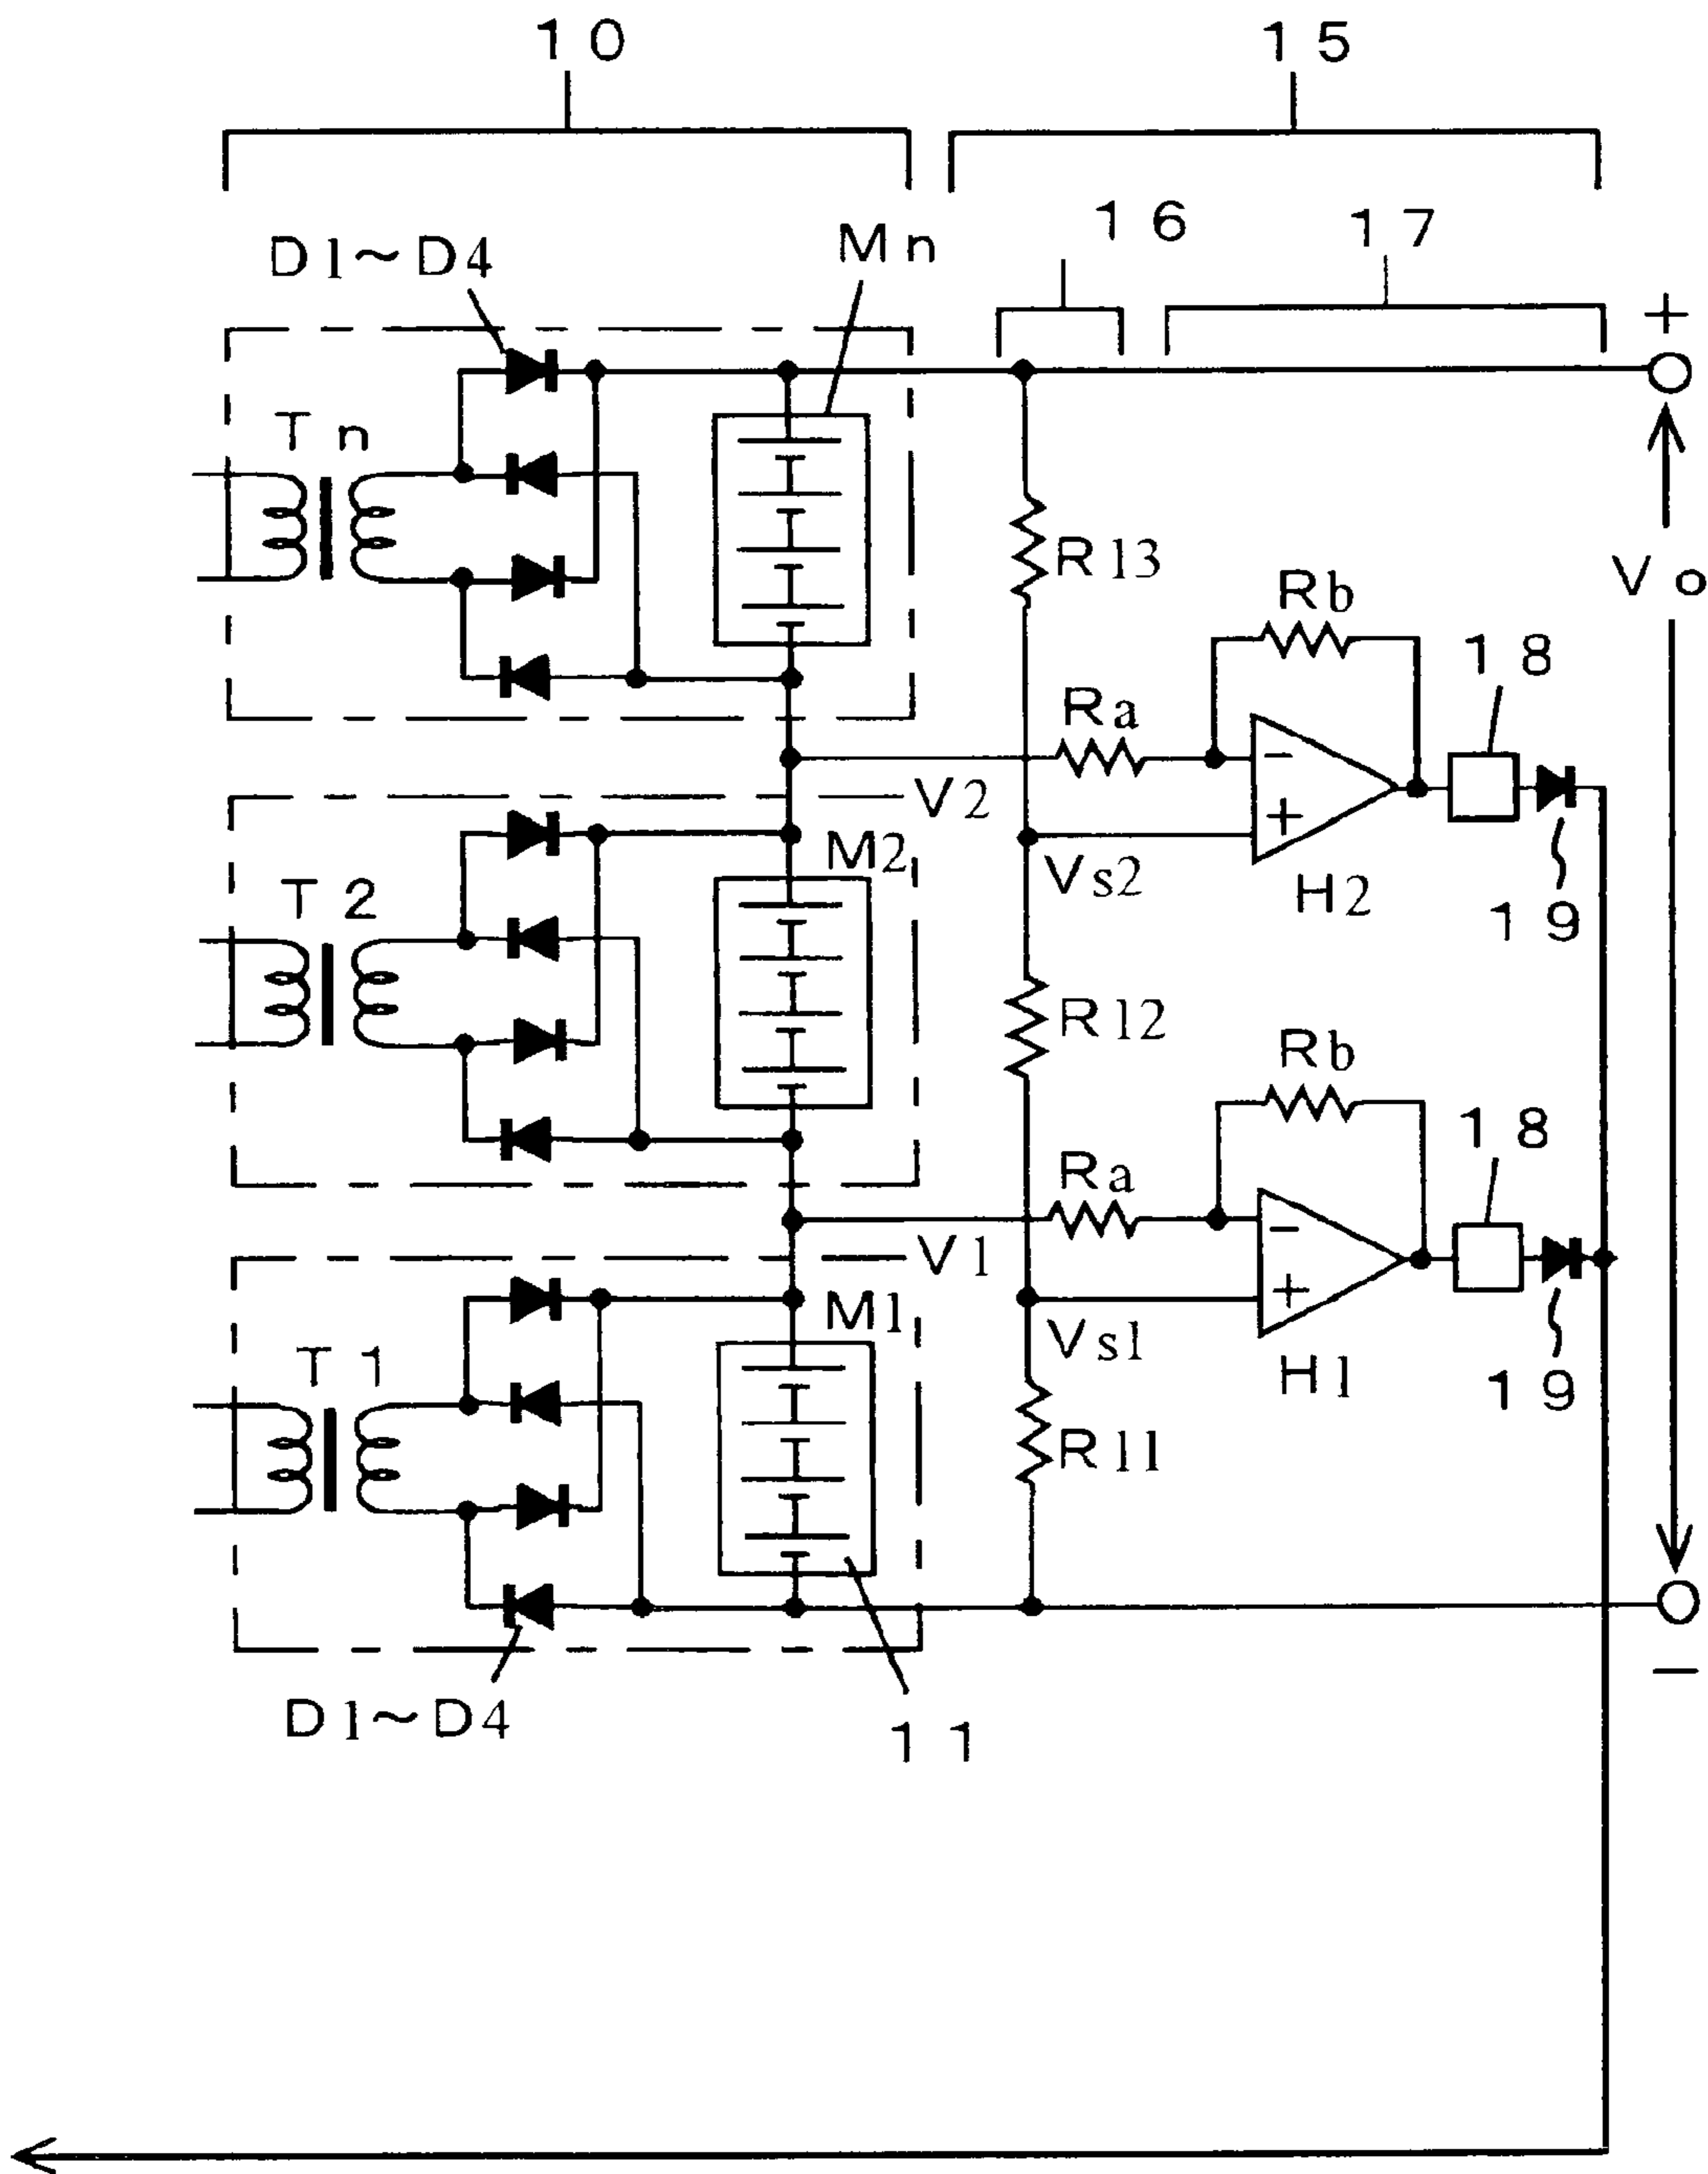 10
15
16
17
Mn
D1~D4
+
Tn
R13
Vo
Rb
18
Ra
−
+
V2
M2
Vs2
H2
19
T2
R12
Rb
18
Ra
−
+
V1
M1
Vs1
H1
19
T1
R11
−
D1~D4
11